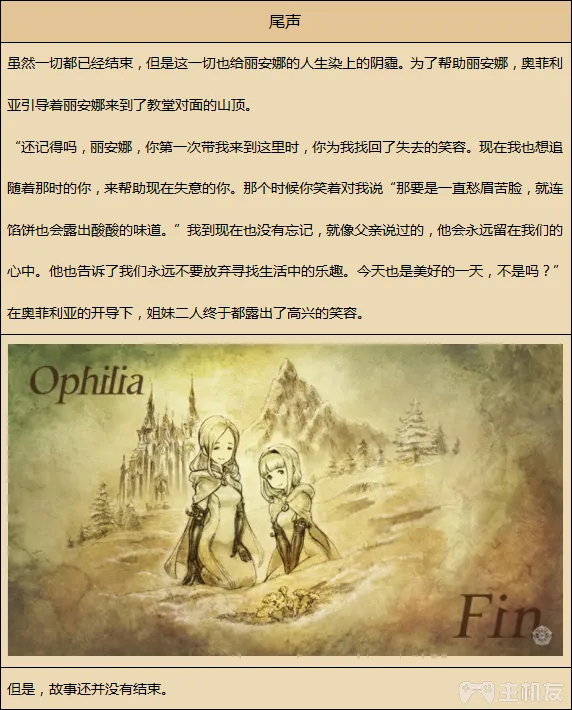 尾声
虽然一切都已经结束，但是这一切也给丽安娜的人生染上的阴霾。为了帮助丽安娜，奥菲利
亚引导着丽安娜来到了教堂对面的山顶。
“还记得吗，丽安娜，你第一次带我来到这里时，你为我找回了失去的笑容。现在我也想追
随着那时的你，来帮助现在失意的你。那个时候你笑着对我说“那要是一直愁眉苦脸，就连
馅饼也会露出酸酸的味道。”我到现在也没有忘记，就像父亲说过的，他会永远留在我们的
心中。他也告诉了我们永远不要放弃寻找生活中的乐趣。今天也是美好的一天，不是吗？”
在奥菲利亚的开导下，姐妹二人终于都露出了高兴的笑容。
Ophilia
Fin
但是，故事还并没有结束。
主机友